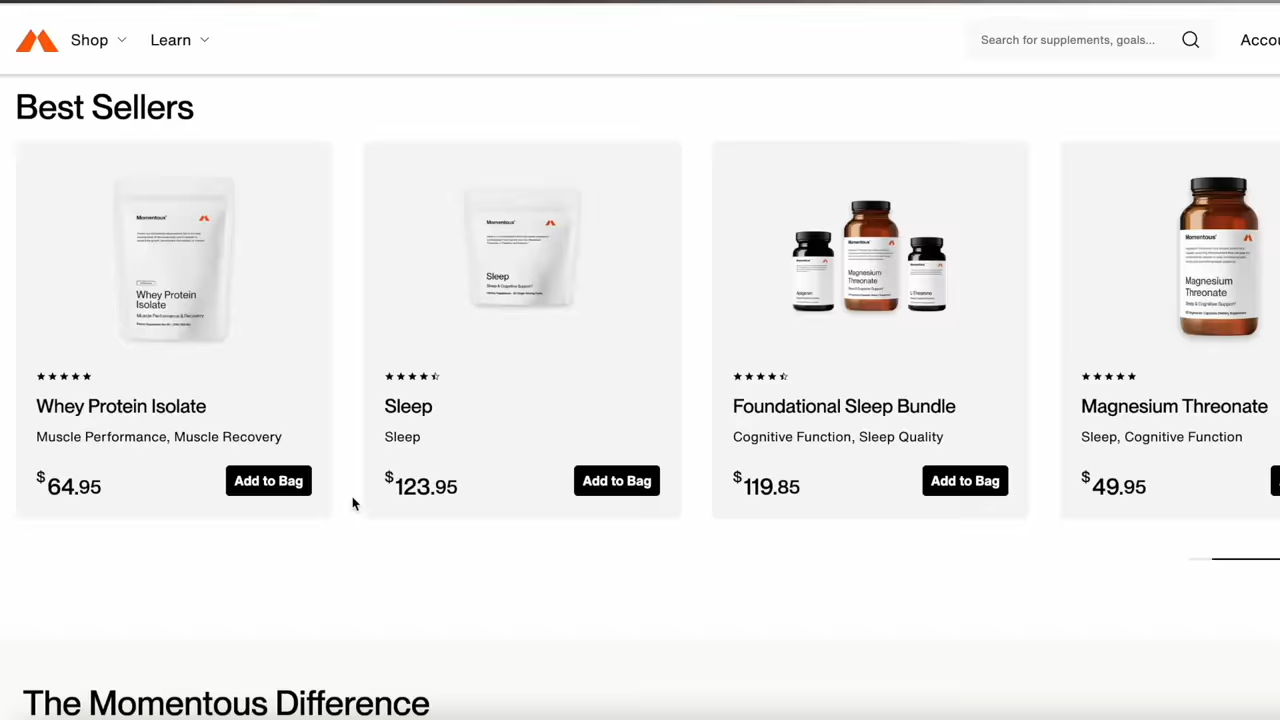 Shop
Learn
Search for supplements, goals...
Accou
Best Sellers
Momentous
Whey Protein
Isolate
Muscle Performance & Recovery
Momentous
Sleep
Sleep & Cognitive Support
Momentous
Magnesium
Threonate
Apigenin
L-Theanine
Momentous
Magnesium
Threonate
Sleep & Cognitive Support
Whey Protein Isolate
Muscle Performance, Muscle Recovery
$64.95
Add to Bag
Sleep
Sleep
$123.95
Add to Bag
Foundational Sleep Bundle
Cognitive Function, Sleep Quality
$119.85
Add to Bag
Magnesium Threonate
Sleep, Cognitive Function
$49.95
The Momentous Difference